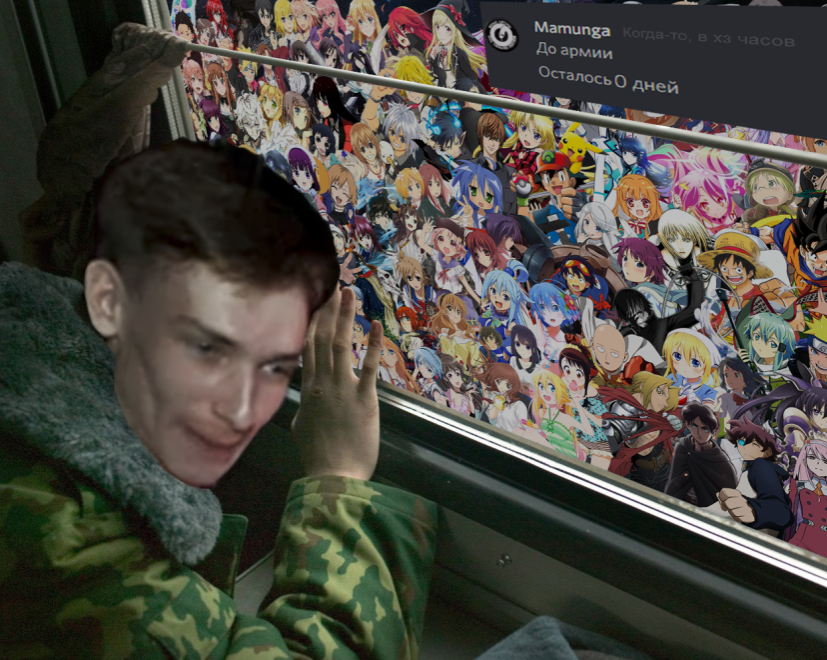 Mamunga Когда-то, в хз часов
До армии
Осталось 0 дней